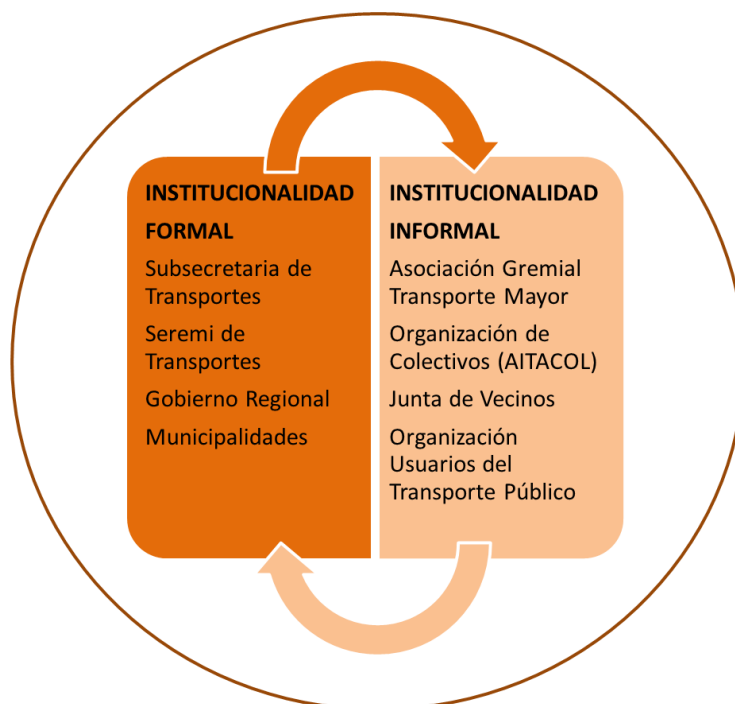 INSTITUCIONALIDAD
FORMAL
Subsecretaria de
Transportes
Seremi de
Transportes
Gobierno Regional
Municipalidades
INSTITUCIONALIDAD
INFORMAL
Asociación Gremial
Transporte Mayor
Organización de
Colectivos (AITACOL)
Junta de Vecinos
Organización
Usuarios del
Transporte Público